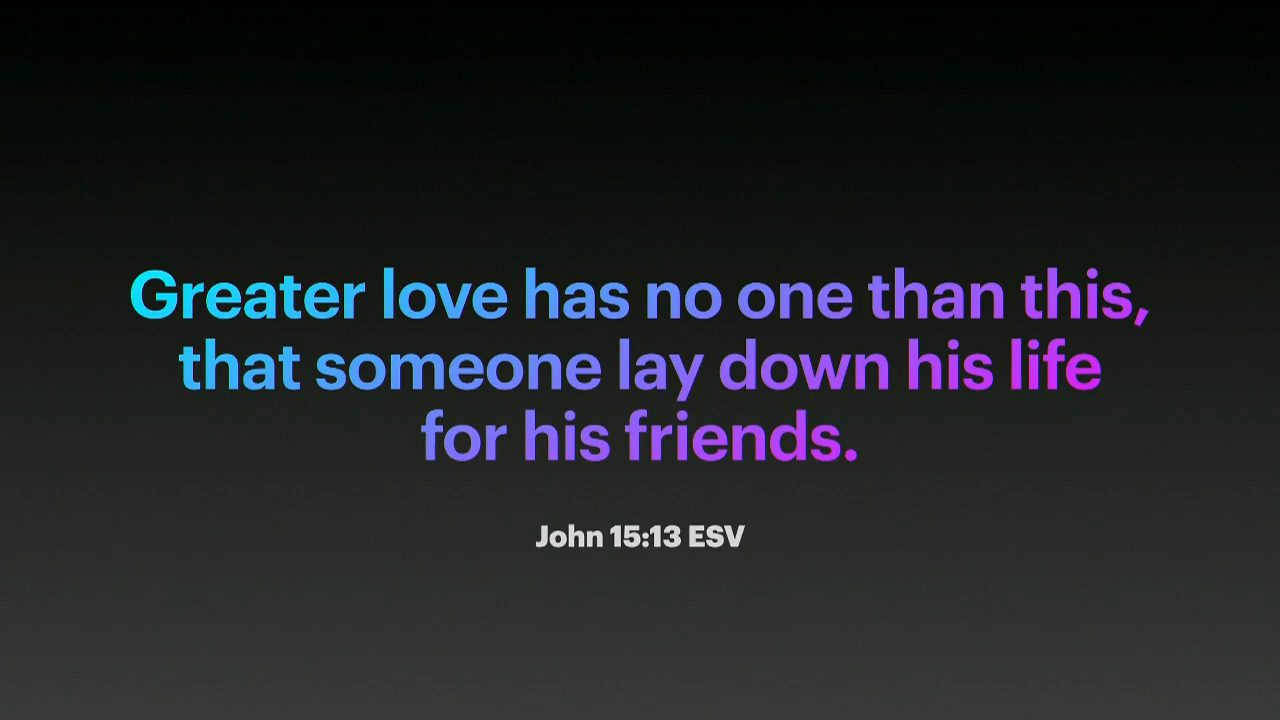 Greater love has no one than this,
that someone lay down his life
for his friends.
John 15:13 ESV